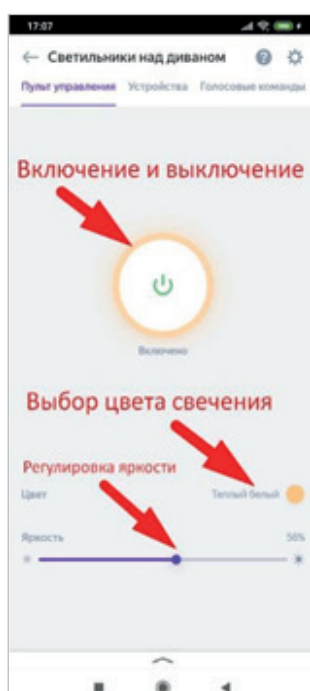 17:07
Светильники над диваном
Пульт управления Устройства Голосовые команды
Включение и выключение
Включено
Выбор цвета свечения
Регулировка яркости
Цвет Теплый белый
Яркость 56%